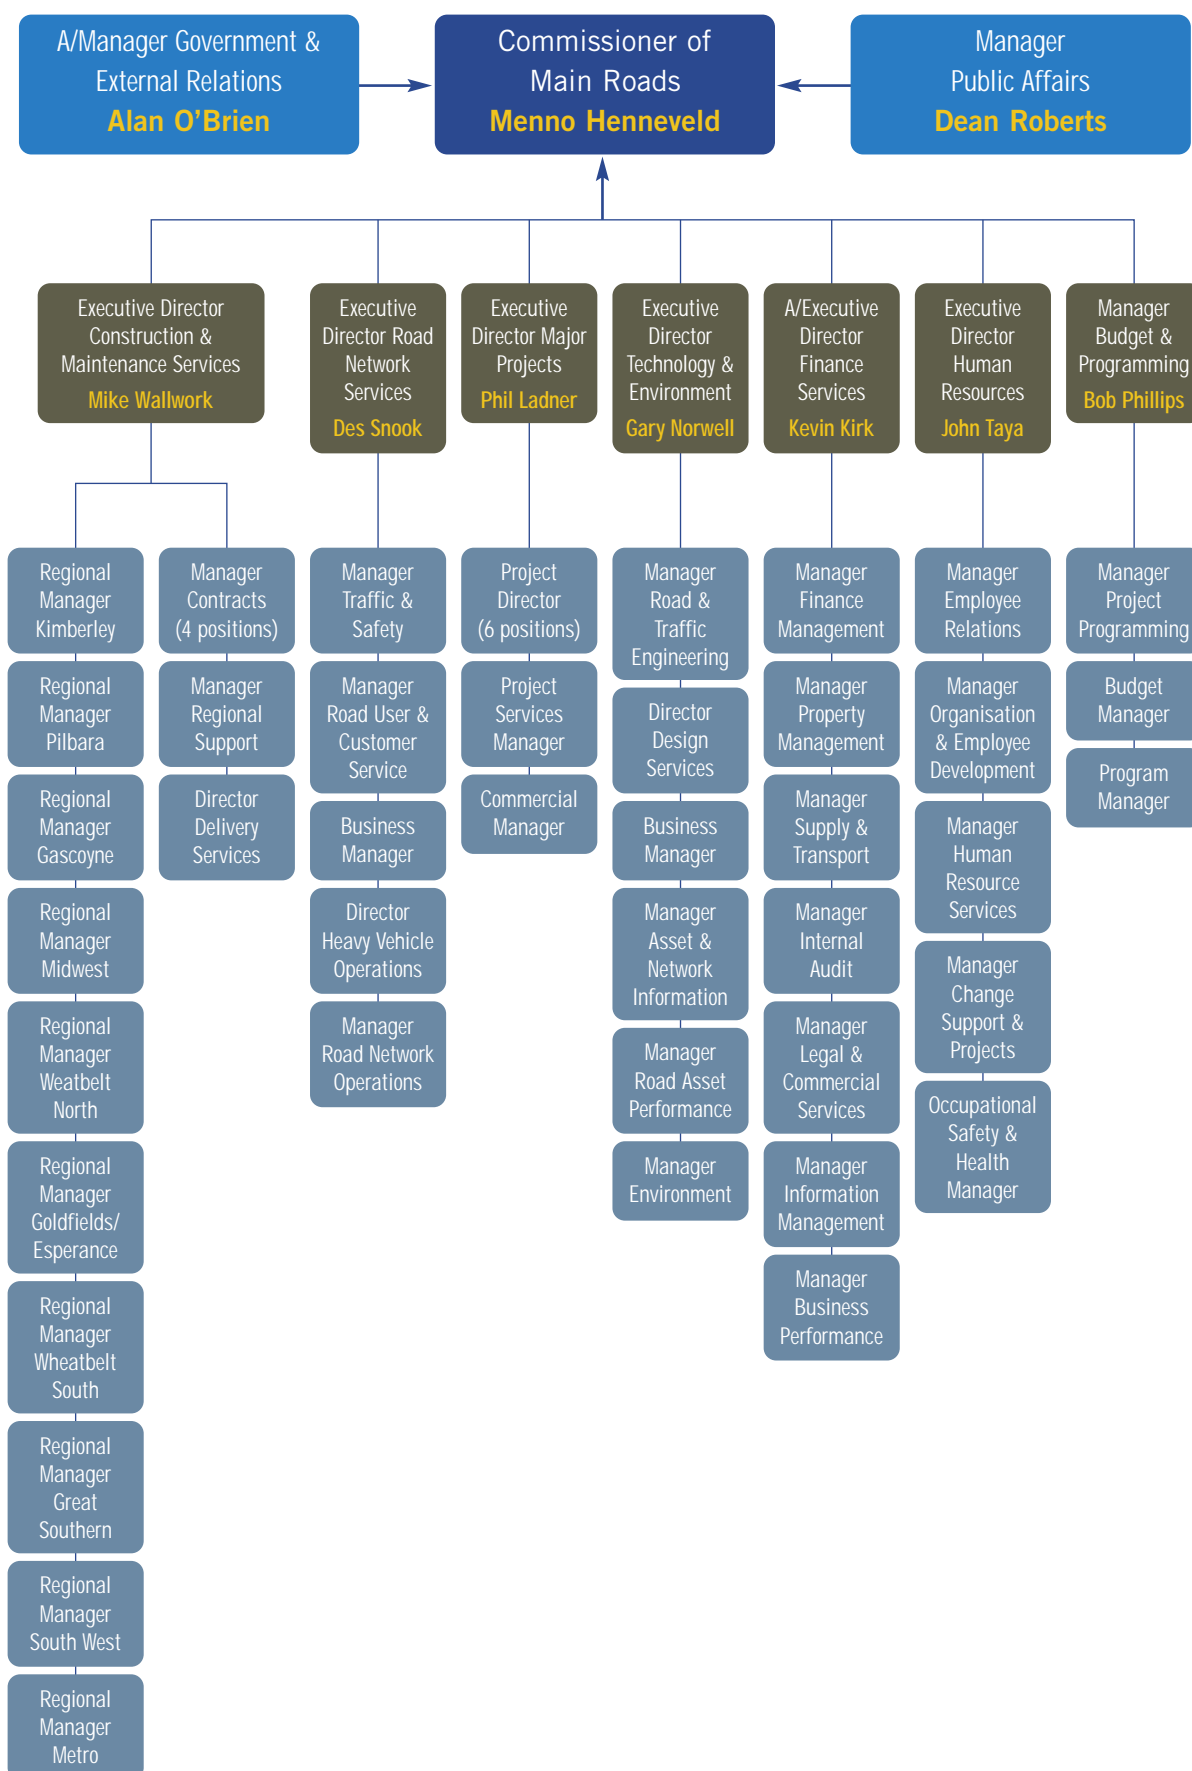 A/Manager Government &
External Relations
Alan O'Brien
Commissioner of
Main Roads
Menno Henneveld
Manager
Public Affairs
Dean Roberts
Executive Director
Construction &
Maintenance Services
Mike Wallwork
Executive
Director Road
Network
Services
Des Snook
Executive
Director Major
Projects
Phil Ladner
Executive
Director
Technology &
Environment
Gary Norwell
A/Executive
Director
Finance
Services
Kevin Kirk
Executive
Director
Human
Resources
John Taya
Manager
Budget &
Programming
Bob Phillips
Regional
Manager
Kimberley
Regional
Manager
Pilbara
Regional
Manager
Gascoyne
Regional
Manager
Midwest
Regional
Manager
Weatbelt
North
Regional
Manager
Goldfields/
Esperance
Regional
Manager
Wheatbelt
South
Regional
Manager
Great
Southern
Regional
Manager
South West
Regional
Manager
Metro
Manager
Contracts
(4 positions)
Manager
Regional
Support
Director
Delivery
Services
Manager
Traffic &
Safety
Manager
Road User &
Customer
Service
Business
Manager
Director
Heavy Vehicle
Operations
Manager
Road Network
Operations
Project
Director
(6 positions)
Project
Services
Manager
Commercial
Manager
Manager
Road &
Traffic
Engineering
Director
Design
Services
Business
Manager
Manager
Asset &
Network
Information
Manager
Road Asset
Performance
Manager
Environment
Manager
Finance
Management
Manager
Property
Management
Manager
Supply &
Transport
Manager
Internal
Audit
Manager
Legal &
Commercial
Services
Manager
Information
Management
Manager
Business
Performance
Manager
Employee
Relations
Manager
Organisation
& Employee
Development
Manager
Human
Resource
Services
Manager
Change
Support &
Projects
Occupational
Safety &
Health
Manager
Manager
Project
Programming
Budget
Manager
Program
Manager